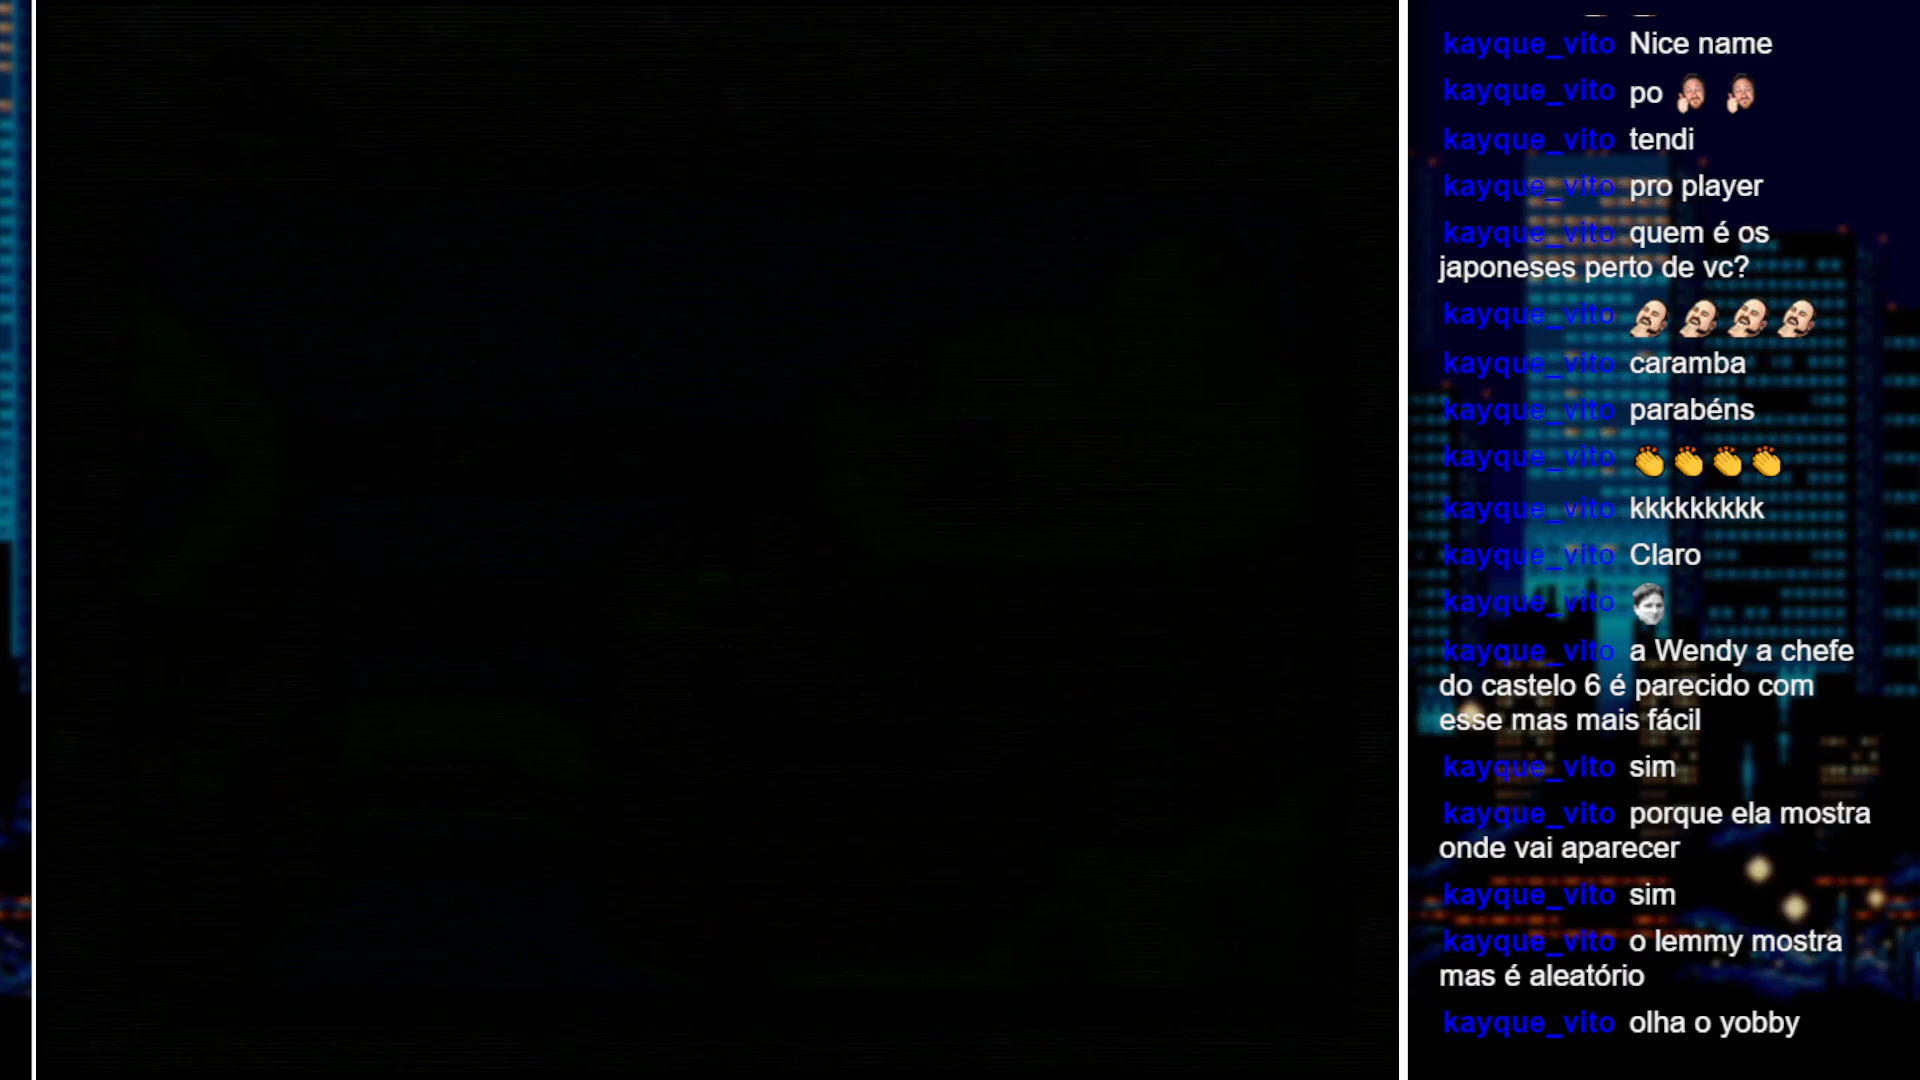 kayque_vito Nice name
kayque_vito po
kayque_vito tendi
kayque_vito pro player
kayque_vito quem é os
japoneses perto de vc?
kayque_vito
kayque_vito caramba
kayque_vito parabéns
kayque_vito 👏👏👏👏
kayque_vito kkkkkkkkk
kayque_vito Claro
kayque_vito
kayque_vito a Wendy a chefe
do castelo 6 é parecido com
esse mas mais fácil
kayque_vito sim
kayque_vito porque ela mostra
onde vai aparecer
kayque_vito sim
kayque_vito o lemmy mostra
mas é aleatório
kayque_vito olha o yobby